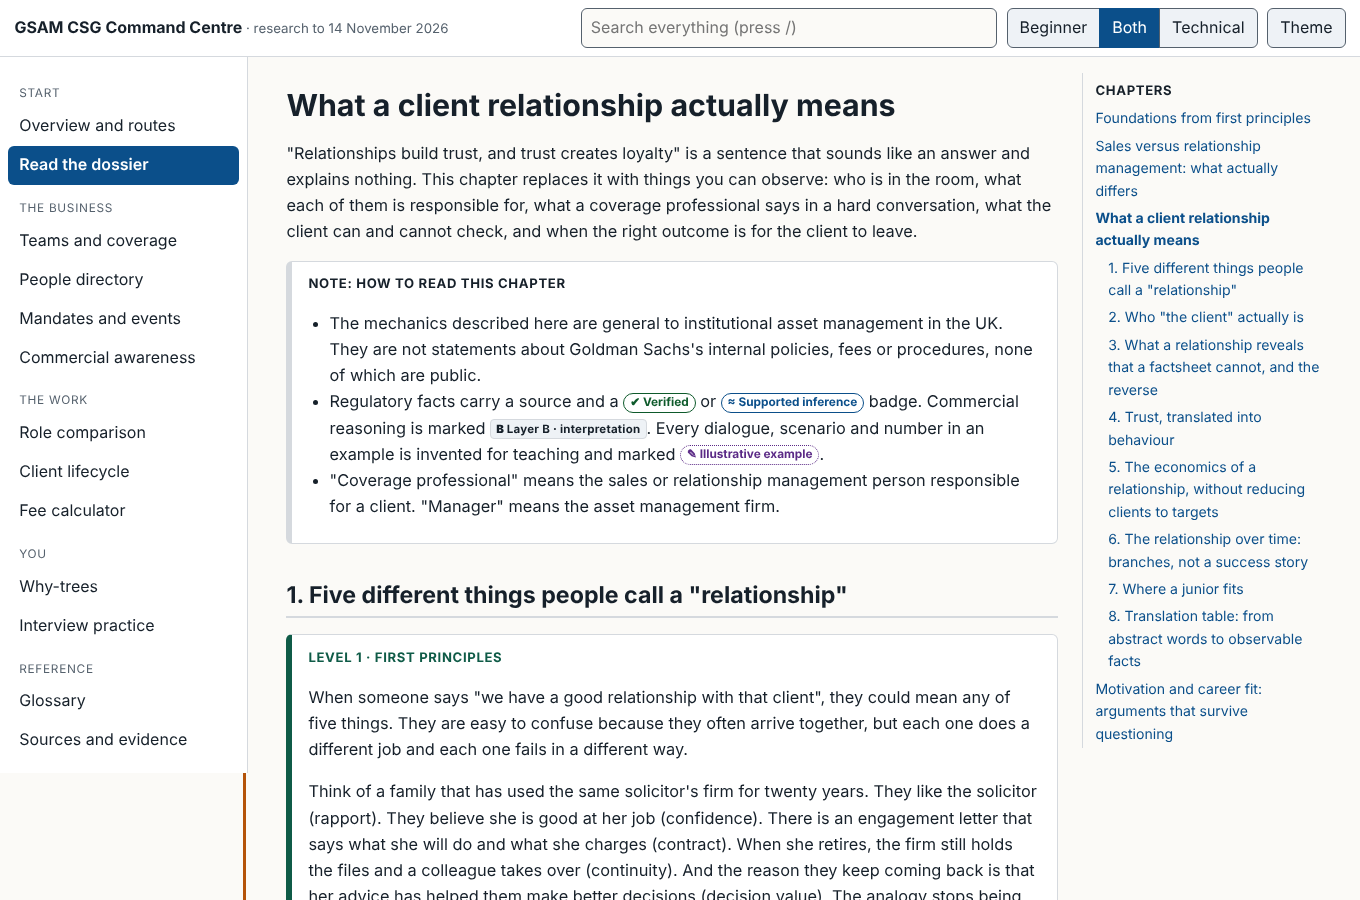 GSAM CSG Command Centre · research to 14 November 2026
Search everything (press /)
Beginner
Both
Technical
Theme
START
Overview and routes
Read the dossier
THE BUSINESS
Teams and coverage
People directory
Mandates and events
Commercial awareness
THE WORK
Role comparison
Client lifecycle
Fee calculator
YOU
Why-trees
Interview practice
REFERENCE
Glossary
Sources and evidence
What a client relationship actually means
"Relationships build trust, and trust creates loyalty" is a sentence that sounds like an answer and
explains nothing. This chapter replaces it with things you can observe: who is in the room, what
each of them is responsible for, what a coverage professional says in a hard conversation, what the
client can and cannot check, and when the right outcome is for the client to leave.
NOTE: HOW TO READ THIS CHAPTER
• The mechanics described here are general to institutional asset management in the UK.
They are not statements about Goldman Sachs's internal policies, fees or procedures, none
of which are public.
• Regulatory facts carry a source and a ✔ Verified or ≈ Supported inference badge. Commercial
reasoning is marked B Layer B · interpretation. Every dialogue, scenario and number in an
example is invented for teaching and marked ✎ Illustrative example.
• "Coverage professional" means the sales or relationship management person responsible
for a client. "Manager" means the asset management firm.
1. Five different things people call a "relationship"
LEVEL 1 · FIRST PRINCIPLES
When someone says "we have a good relationship with that client", they could mean any of
five things. They are easy to confuse because they often arrive together, but each one does a
different job and each one fails in a different way.
Think of a family that has used the same solicitor's firm for twenty years. They like the solicitor
(rapport). They believe she is good at her job (confidence). There is an engagement letter that
says what she will do and what she charges (contract). When she retires, the firm still holds
the files and a colleague takes over (continuity). And the reason they keep coming back is that
her advice has helped them make better decisions (decision value). The analogy stops being
CHAPTERS
Foundations from first principles
Sales versus relationship
management: what actually
differs
What a client relationship
actually means
1. Five different things people
call a "relationship"
2. Who "the client" actually is
3. What a relationship reveals
that a factsheet cannot, and the
reverse
4. Trust, translated into
behaviour
5. The economics of a
relationship, without reducing
clients to targets
6. The relationship over time:
branches, not a success story
7. Where a junior fits
8. Translation table: from
abstract words to observable
facts
Motivation and career fit:
arguments that survive
questioning